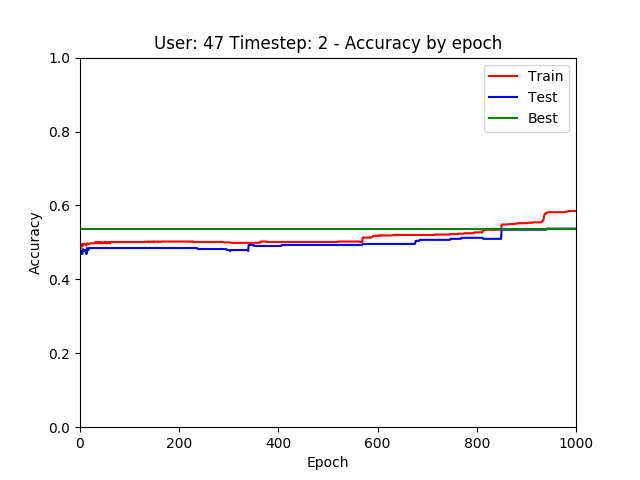 User: 47 Timestep: 2 - Accuracy by epoch
1.0
0.8
0.6
0.4
0.2
0.0
Accuracy
Train
Test
Best
0 200 400 600 800 1000
Epoch